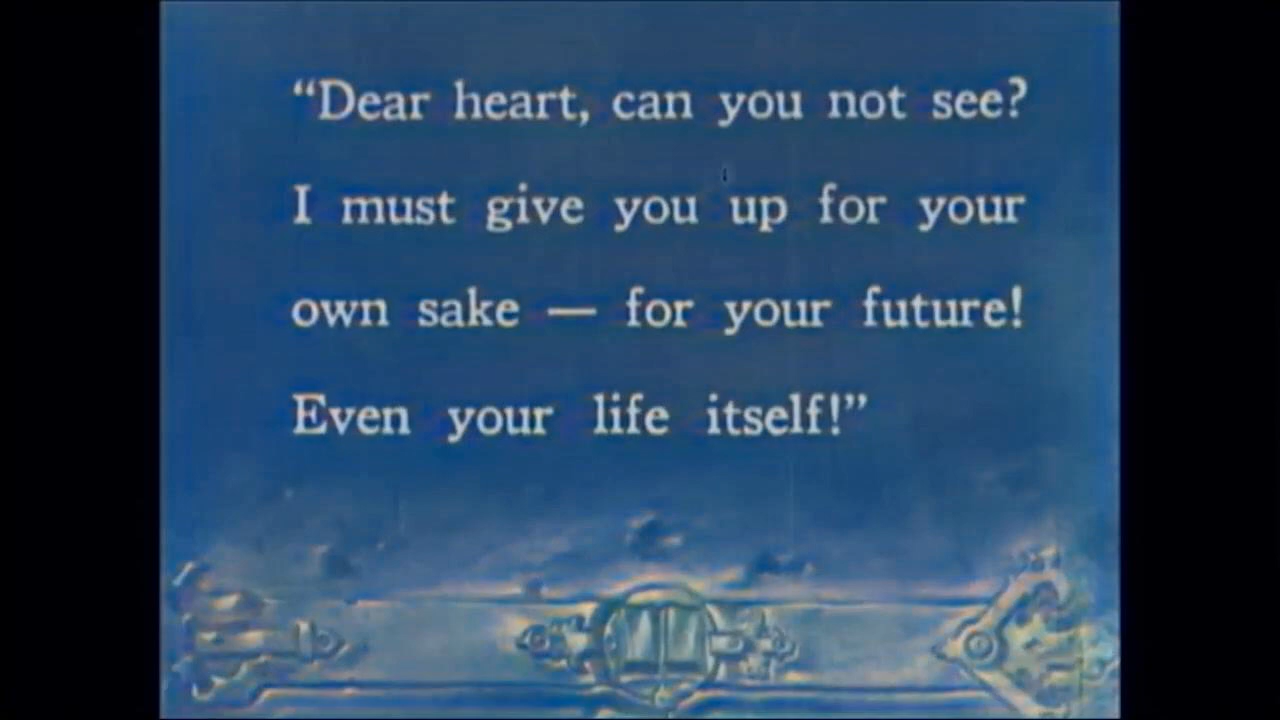 “Dear heart, can you not see?
I must give you up for your
own sake — for your future!
Even your life itself!”